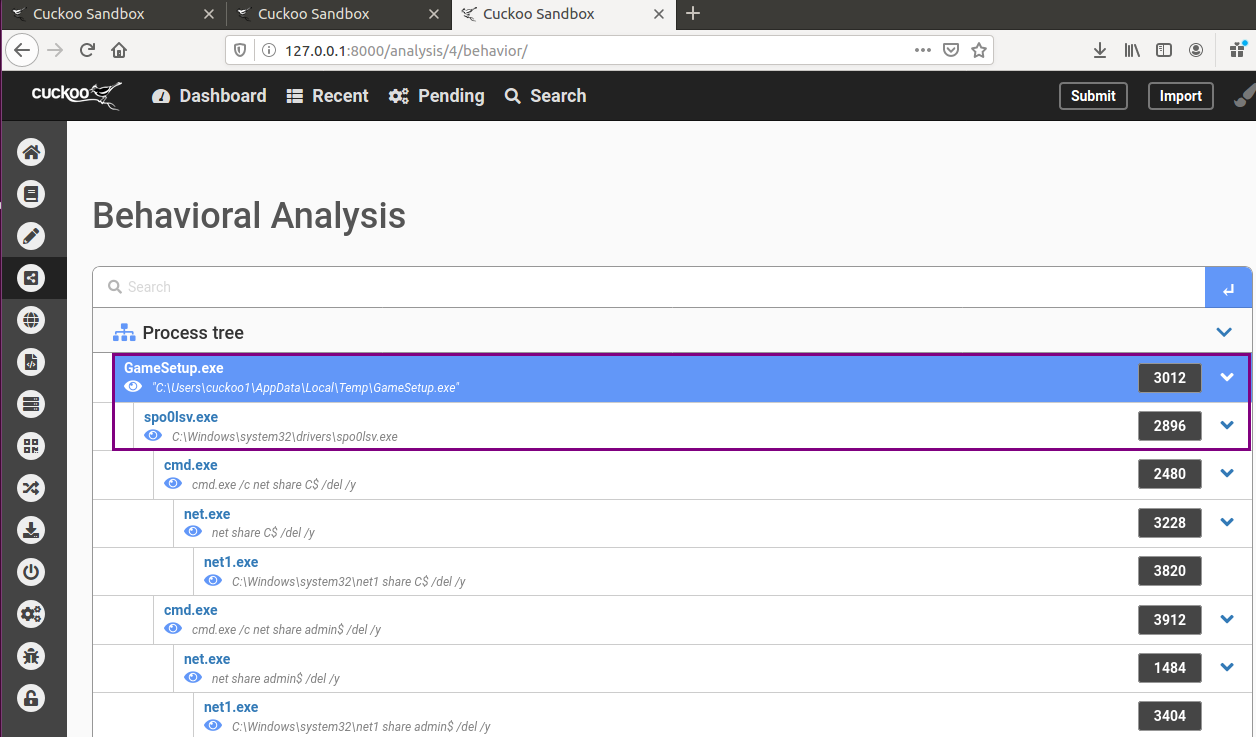 Cuckoo Sandbox
Cuckoo Sandbox
Cuckoo Sandbox
127.0.0.1:8000/analysis/4/behavior/
cuckoo
Dashboard
Recent
Pending
Search
Submit
Import
Behavioral Analysis
Search
Process tree
GameSetup.exe
"C:\Users\cuckoo1\AppData\Local\Temp\GameSetup.exe"
3012
spo0lsv.exe
C:\Windows\system32\drivers\spo0lsv.exe
2896
cmd.exe
cmd.exe /c net share C$ /del /y
2480
net.exe
net share C$ /del /y
3228
net1.exe
C:\Windows\system32\net1 share C$ /del /y
3820
cmd.exe
cmd.exe /c net share admin$ /del /y
3912
net.exe
net share admin$ /del /y
1484
net1.exe
C:\Windows\system32\net1 share admin$ /del /y
3404